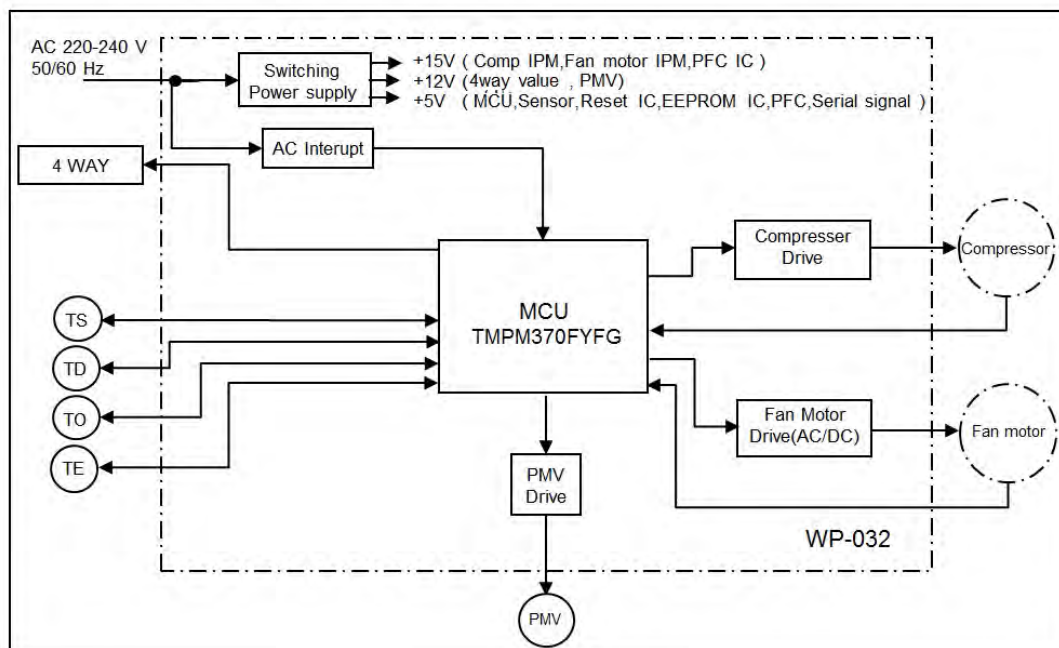 AC 220-240 V
50/60 Hz
Switching
Power supply
+15V ( Comp IPM,Fan motor IPM,PFC IC )
+12V (4way value , PMV)
+5V ( MCU,Sensor,Reset IC,EEPROM IC,PFC,Serial signal )
AC Interupt
4 WAY
Compresser
Drive
Compressor
MCU
TMPM370FYFG
TS
TD
TO
TE
Fan Motor
Drive(AC/DC)
Fan motor
PMV
Drive
WP-032
PMV